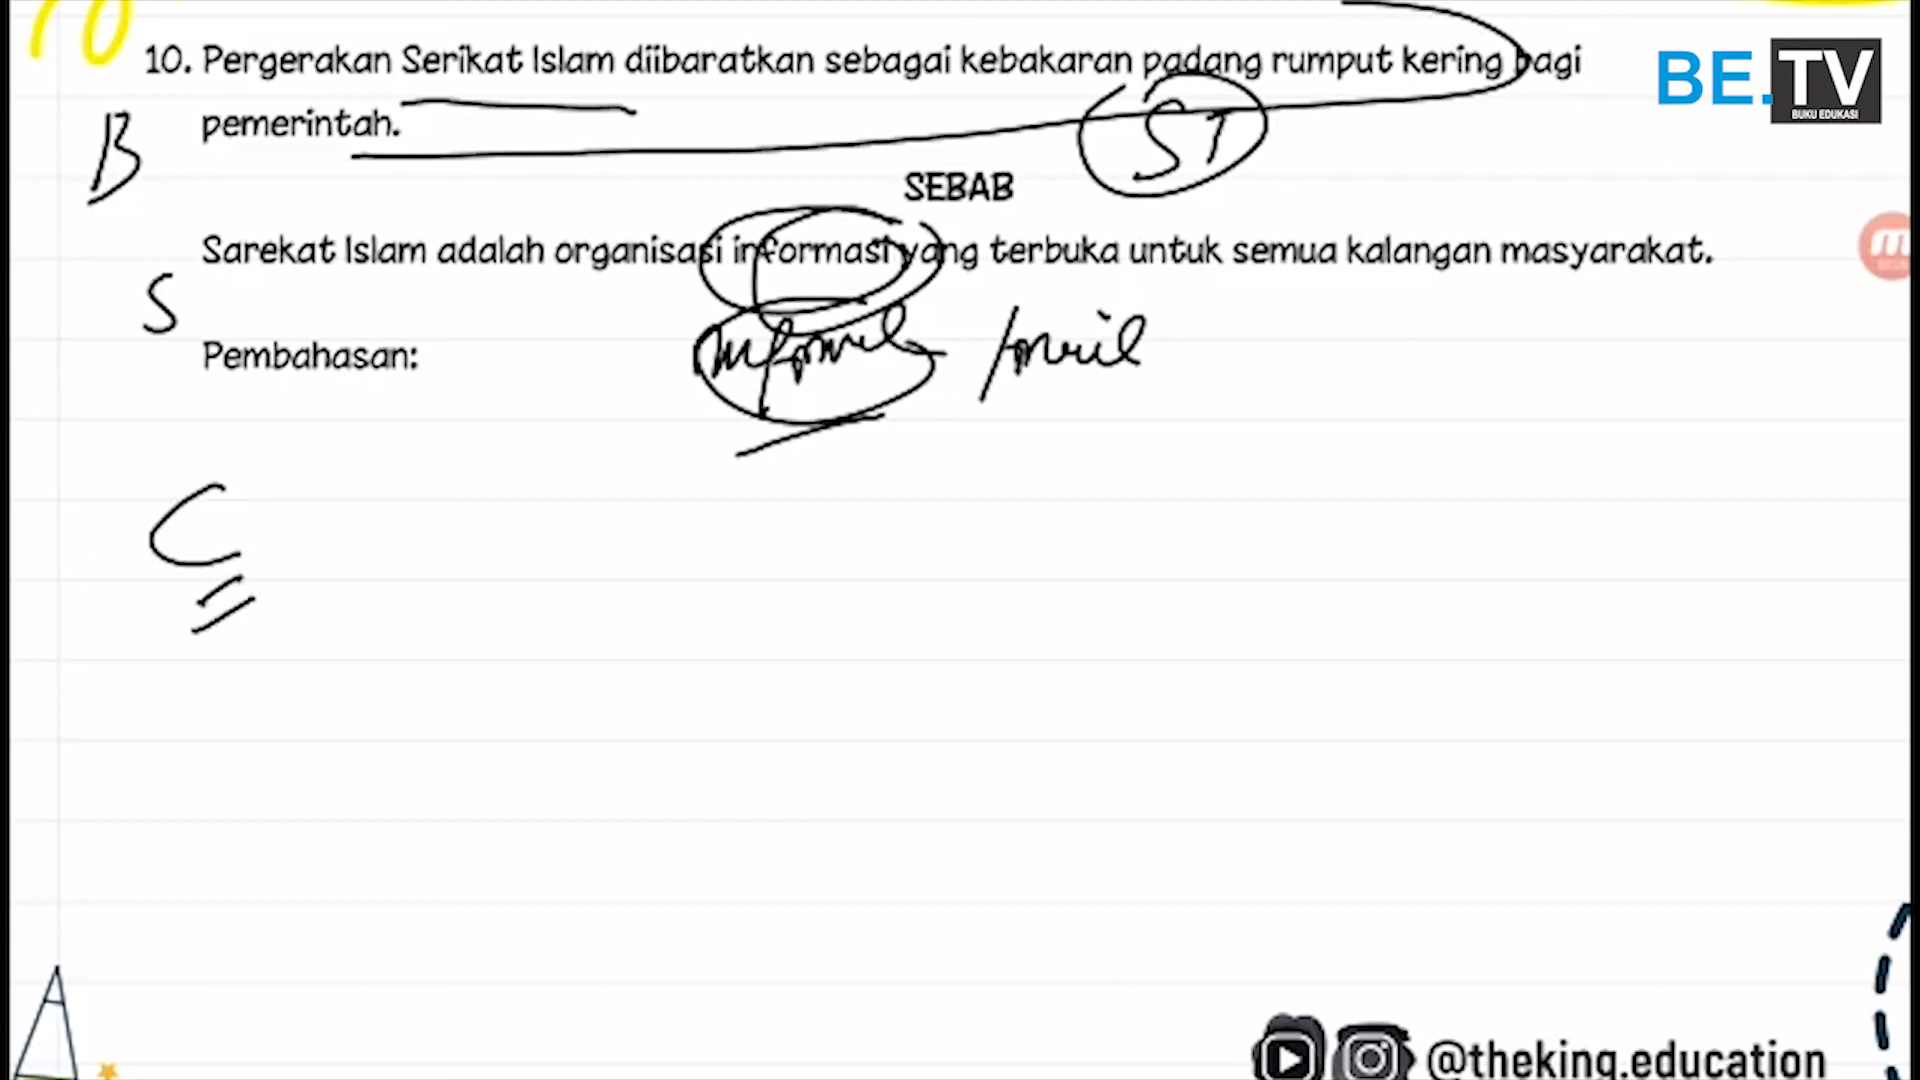 10. Pergerakan Serikat Islam diibaratkan sebagai kebakaran padang rumput kering bagi
pemerintah.
BE.TV
BUKU EDUKASI
B
SI
SEBAB
Sarekat Islam adalah organisasi informasi yang terbuka untuk semua kalangan masyarakat.
S
Pembahasan:
C
@theking.education